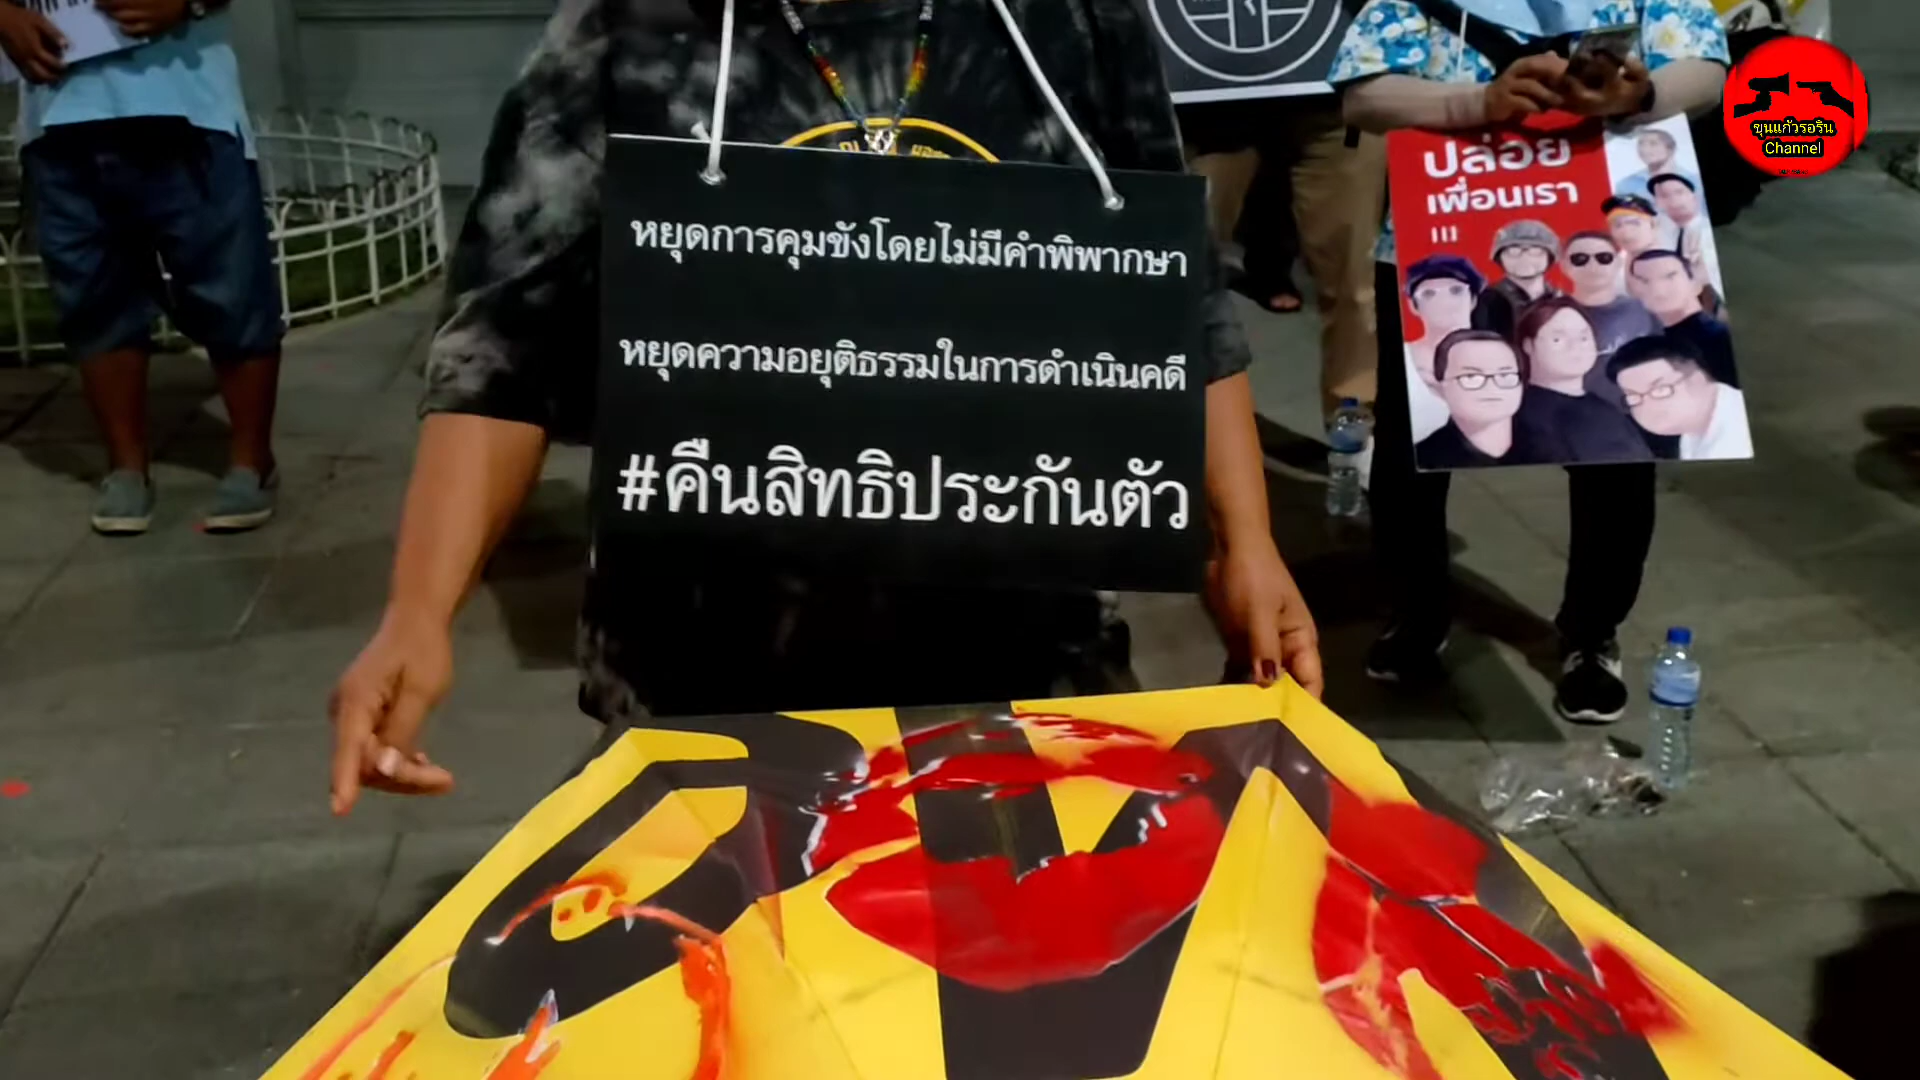 หยุดการคุมขังโดยไม่มีคำพิพากษา
หยุดความอยุติธรรมในการดำเนินคดี
#คืนสิทธิประกันตัว
ปล่อย
เพื่อนเรา
!!!
ขุนแก้วรอริน
Channel